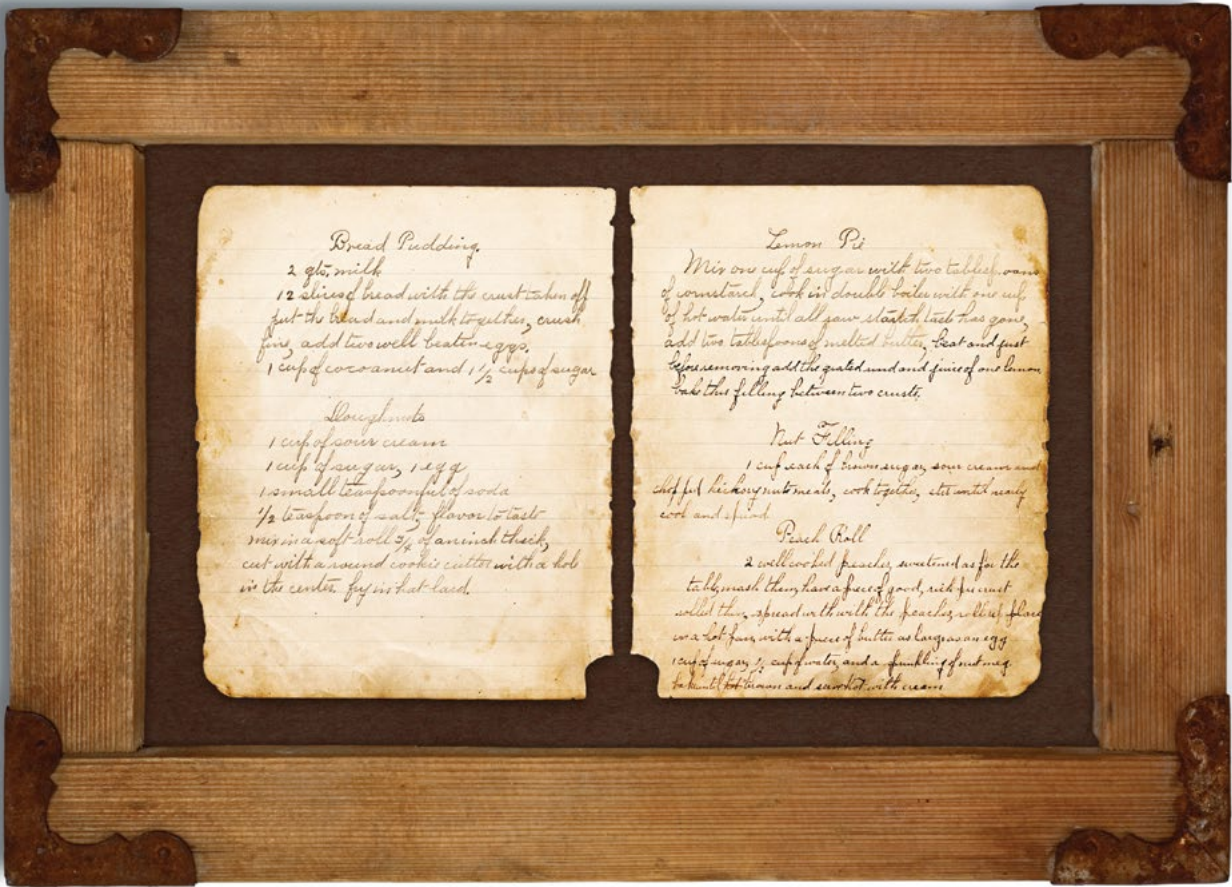 Bread Pudding.
2 qts. milk
12 slices of bread with the crust taken off
put the bread and milk together, crush
fine, add two well beaten eggs.
1 cup of cocoanut and 1 1/2 cups of sugar
Doughnuts
1 cup of sour cream
1 cup of sugar, 1 egg
1 small teaspoonful of soda
1/2 teaspoon of salt, flavor to taste
mix in a soft roll 3/4 of an inch thick,
cut with a round cookie cutter with a hole
in the center. fry in hot lard.
Lemon Pie
Mix one cup of sugar with two tablespoons
of cornstarch, cook in double boiler with one cup
of hot water until all raw starch taste has gone,
add two tablespoons of melted butter, beat and just
before removing add the grated rind and juice of one lemon
bake this filling between two crusts.
Nut Filling
1 cup each of brown sugar, sour cream and
chopped hickory nut meats, cook together, stir until nearly
cool and spread
Peach Roll
2 well cooked peaches, sweetened as for the
table, mash them, have a piece of good, rich pie crust
rolled thin, spread with with the peaches, roll up place
in a hot pan, with a piece of butter as large as an egg
1 cup of sugar, 1/2 cup of water, and a sprinkling of nutmeg.
bake until hot brown and serve hot with cream